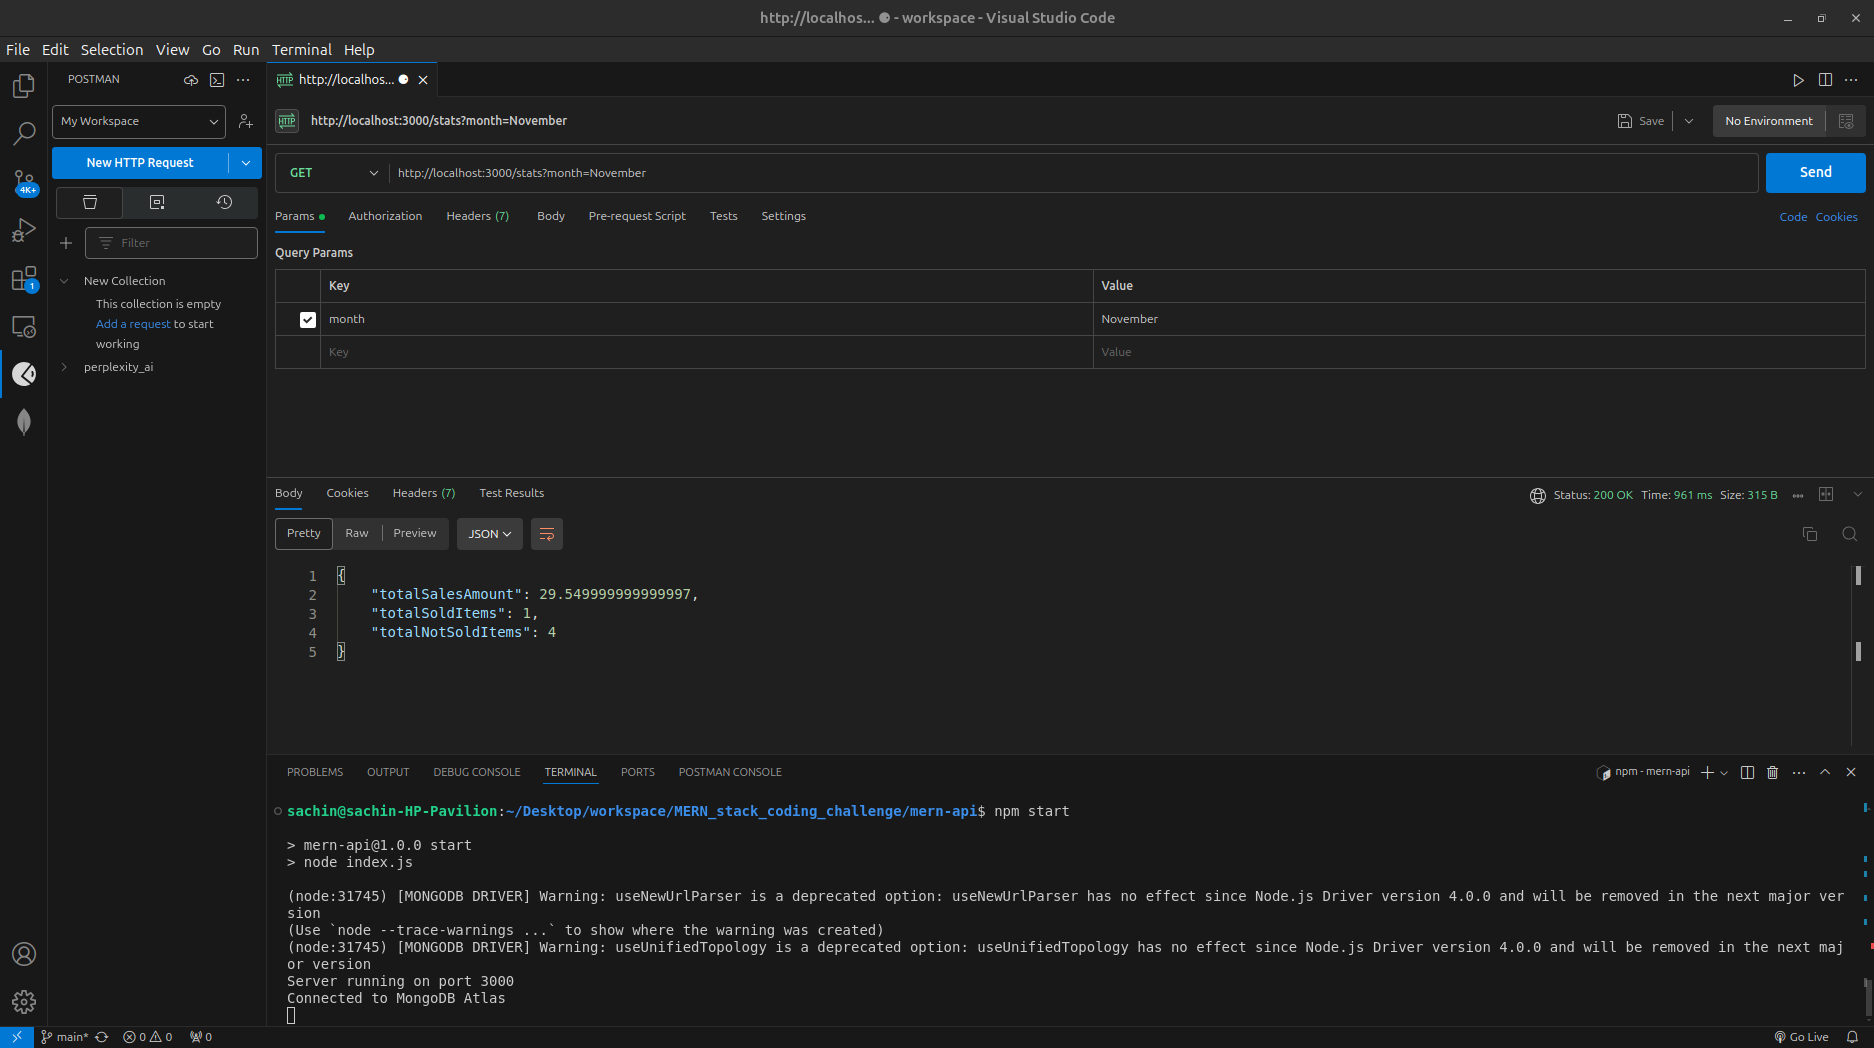 http://localhos... - workspace - Visual Studio Code
File Edit Selection View Go Run Terminal Help
POSTMAN
http://localhos...
My Workspace
HTTP http://localhost:3000/stats?month=November
Save
No Environment
New HTTP Request
GET
http://localhost:3000/stats?month=November
Send
4K+
Params Authorization Headers (7) Body Pre-request Script Tests Settings
Code Cookies
Filter
Query Params
New Collection
This collection is empty
Add a request to start
working
perplexity_ai
1
Key Value
month November
Key Value
Body Cookies Headers (7) Test Results
Status: 200 OK Time: 961 ms Size: 315 B
Pretty Raw Preview JSON
1 {
2 "totalSalesAmount": 29.549999999999997,
3 "totalSoldItems": 1,
4 "totalNotSoldItems": 4
5 }
PROBLEMS OUTPUT DEBUG CONSOLE TERMINAL PORTS POSTMAN CONSOLE
npm - mern-api
sachin@sachin-HP-Pavilion:~/Desktop/workspace/MERN_stack_coding_challenge/mern-api$ npm start
> mern-api@1.0.0 start
> node index.js
(node:31745) [MONGODB DRIVER] Warning: useNewUrlParser is a deprecated option: useNewUrlParser has no effect since Node.js Driver version 4.0.0 and will be removed in the next major ver
sion
(Use `node --trace-warnings ...` to show where the warning was created)
(node:31745) [MONGODB DRIVER] Warning: useUnifiedTopology is a deprecated option: useUnifiedTopology has no effect since Node.js Driver version 4.0.0 and will be removed in the next maj
or version
Server running on port 3000
Connected to MongoDB Atlas
main* 0 0 0
Go Live